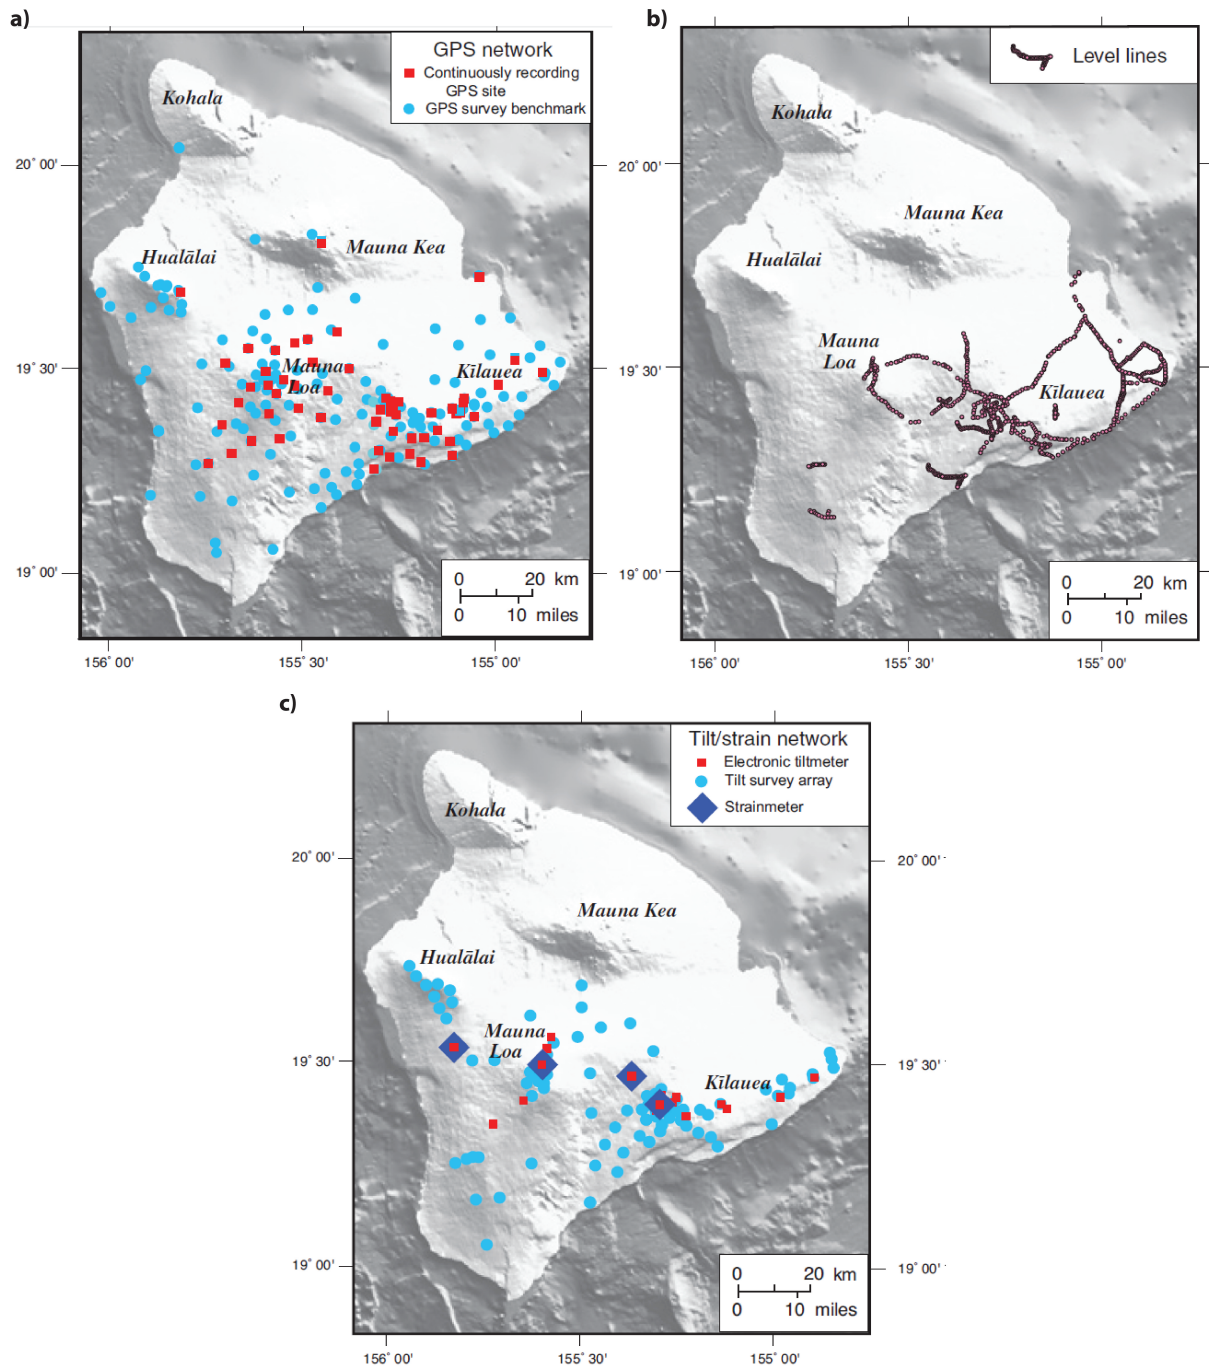 a)
GPS network
Continuously recording
GPS site
GPS survey benchmark
Kohala
20° 00'
Mauna Kea
Hualālai
19° 30'
Mauna
Loa
Kīlauea
19° 00'
0 20 km
0 10 miles
156° 00' 155° 30' 155° 00'
b)
Level lines
Kohala
20° 00'
Mauna Kea
Hualālai
Mauna
Loa
19° 30'
Kīlauea
19° 00'
0 20 km
0 10 miles
156° 00' 155° 30' 155° 00'
c)
Tilt/strain network
Electronic tiltmeter
Tilt survey array
Strainmeter
Kohala
20° 00' 20° 00'
Mauna Kea
Hualālai
Mauna
Loa
19° 30' 19° 30'
Kīlauea
19° 00' 19° 00'
0 20 km
0 10 miles
156° 00' 155° 30' 155° 00'